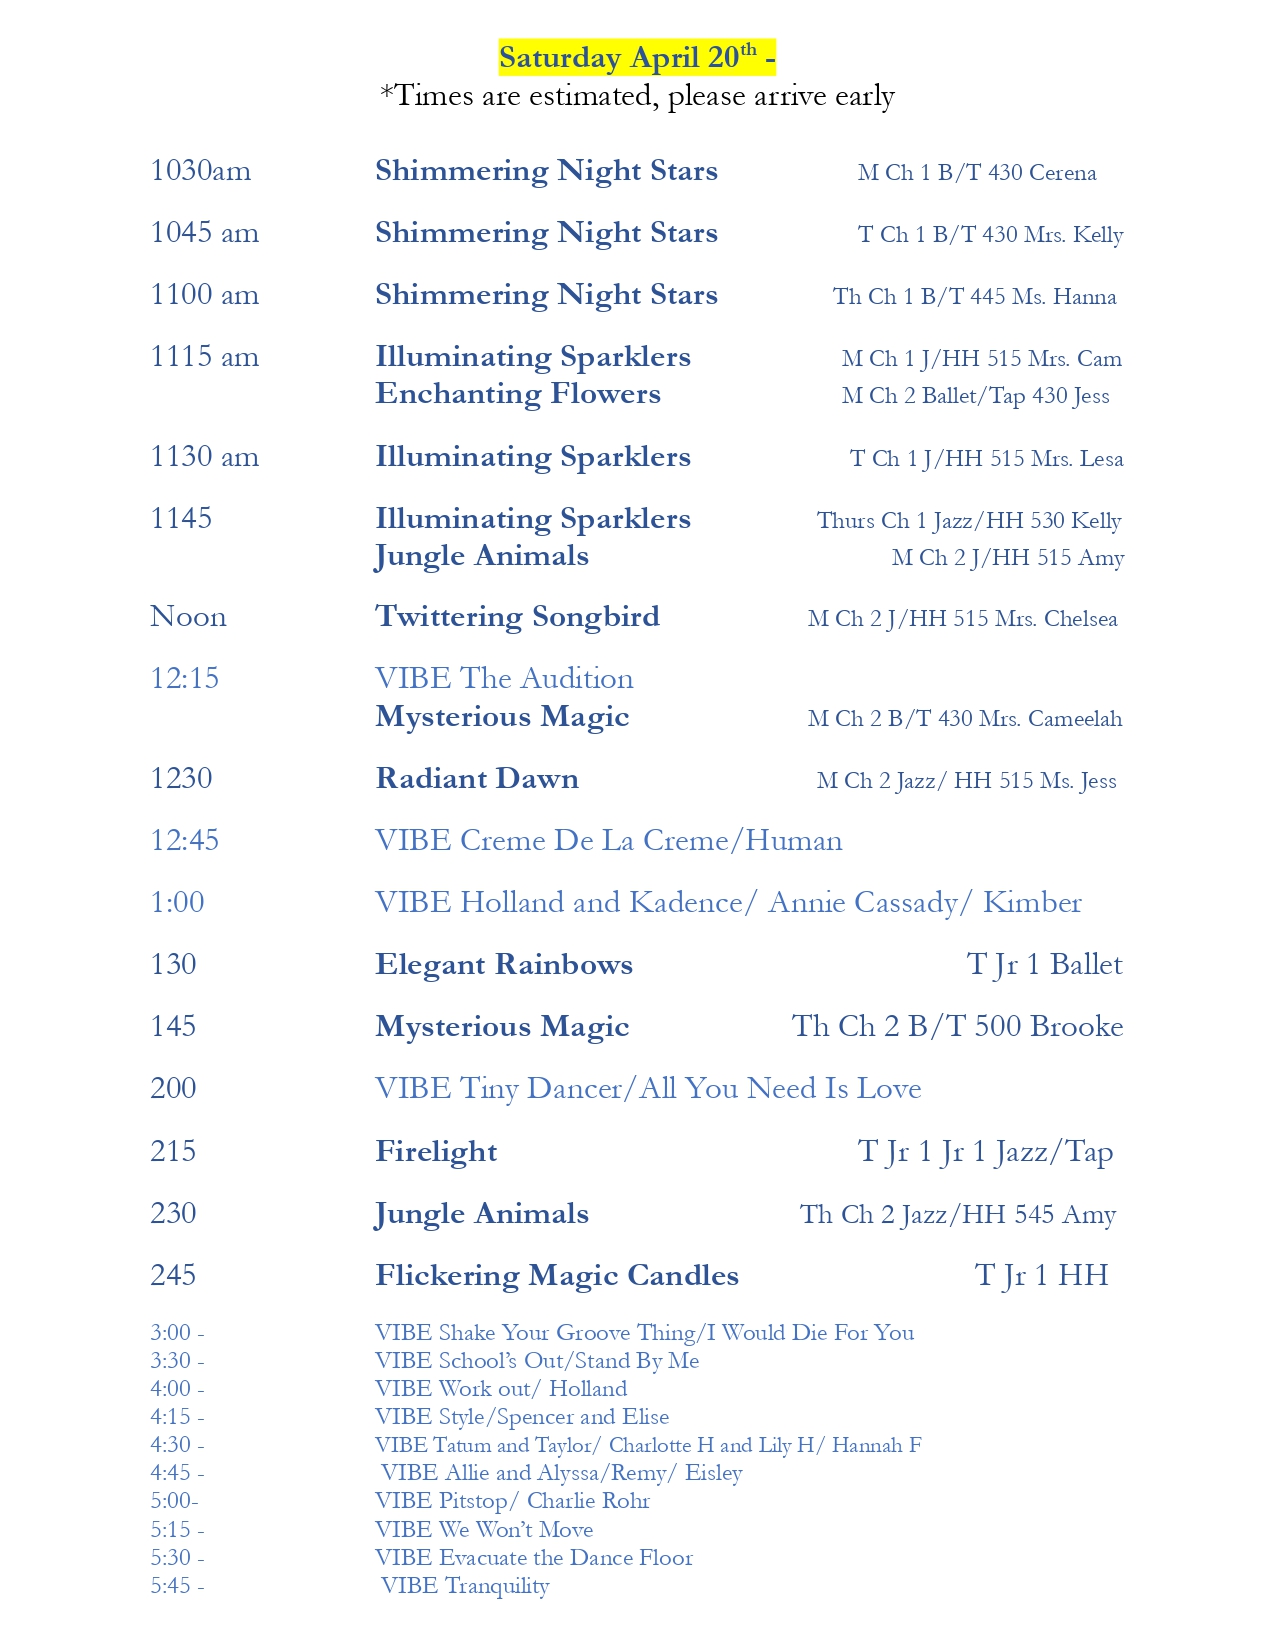 Saturday April 20th -
*Times are estimated, please arrive early
1030am Shimmering Night Stars M Ch 1 B/T 430 Cerena
1045 am Shimmering Night Stars T Ch 1 B/T 430 Mrs. Kelly
1100 am Shimmering Night Stars Th Ch 1 B/T 445 Ms. Hanna
1115 am Illuminating Sparklers M Ch 1 J/HH 515 Mrs. Cam
Enchanting Flowers M Ch 2 Ballet/Tap 430 Jess
1130 am Illuminating Sparklers T Ch 1 J/HH 515 Mrs. Lesa
1145 Illuminating Sparklers Thurs Ch 1 Jazz/HH 530 Kelly
Jungle Animals M Ch 2 J/HH 515 Amy
Noon Twittering Songbird M Ch 2 J/HH 515 Mrs. Chelsea
12:15 VIBE The Audition
Mysterious Magic M Ch 2 B/T 430 Mrs. Cameelah
1230 Radiant Dawn M Ch 2 Jazz/ HH 515 Ms. Jess
12:45 VIBE Creme De La Creme/Human
1:00 VIBE Holland and Kadence/ Annie Cassady/ Kimber
130 Elegant Rainbows T Jr 1 Ballet
145 Mysterious Magic Th Ch 2 B/T 500 Brooke
200 VIBE Tiny Dancer/All You Need Is Love
215 Firelight T Jr 1 Jr 1 Jazz/Tap
230 Jungle Animals Th Ch 2 Jazz/HH 545 Amy
245 Flickering Magic Candles T Jr 1 HH
3:00 - VIBE Shake Your Groove Thing/I Would Die For You
3:30 - VIBE School's Out/Stand By Me
4:00 - VIBE Work out/ Holland
4:15 - VIBE Style/Spencer and Elise
4:30 - VIBE Tatum and Taylor/ Charlotte H and Lily H/ Hannah F
4:45 - VIBE Allie and Alyssa/Remy/ Eisley
5:00- VIBE Pitstop/ Charlie Rohr
5:15 - VIBE We Won't Move
5:30 - VIBE Evacuate the Dance Floor
5:45 - VIBE Tranquility